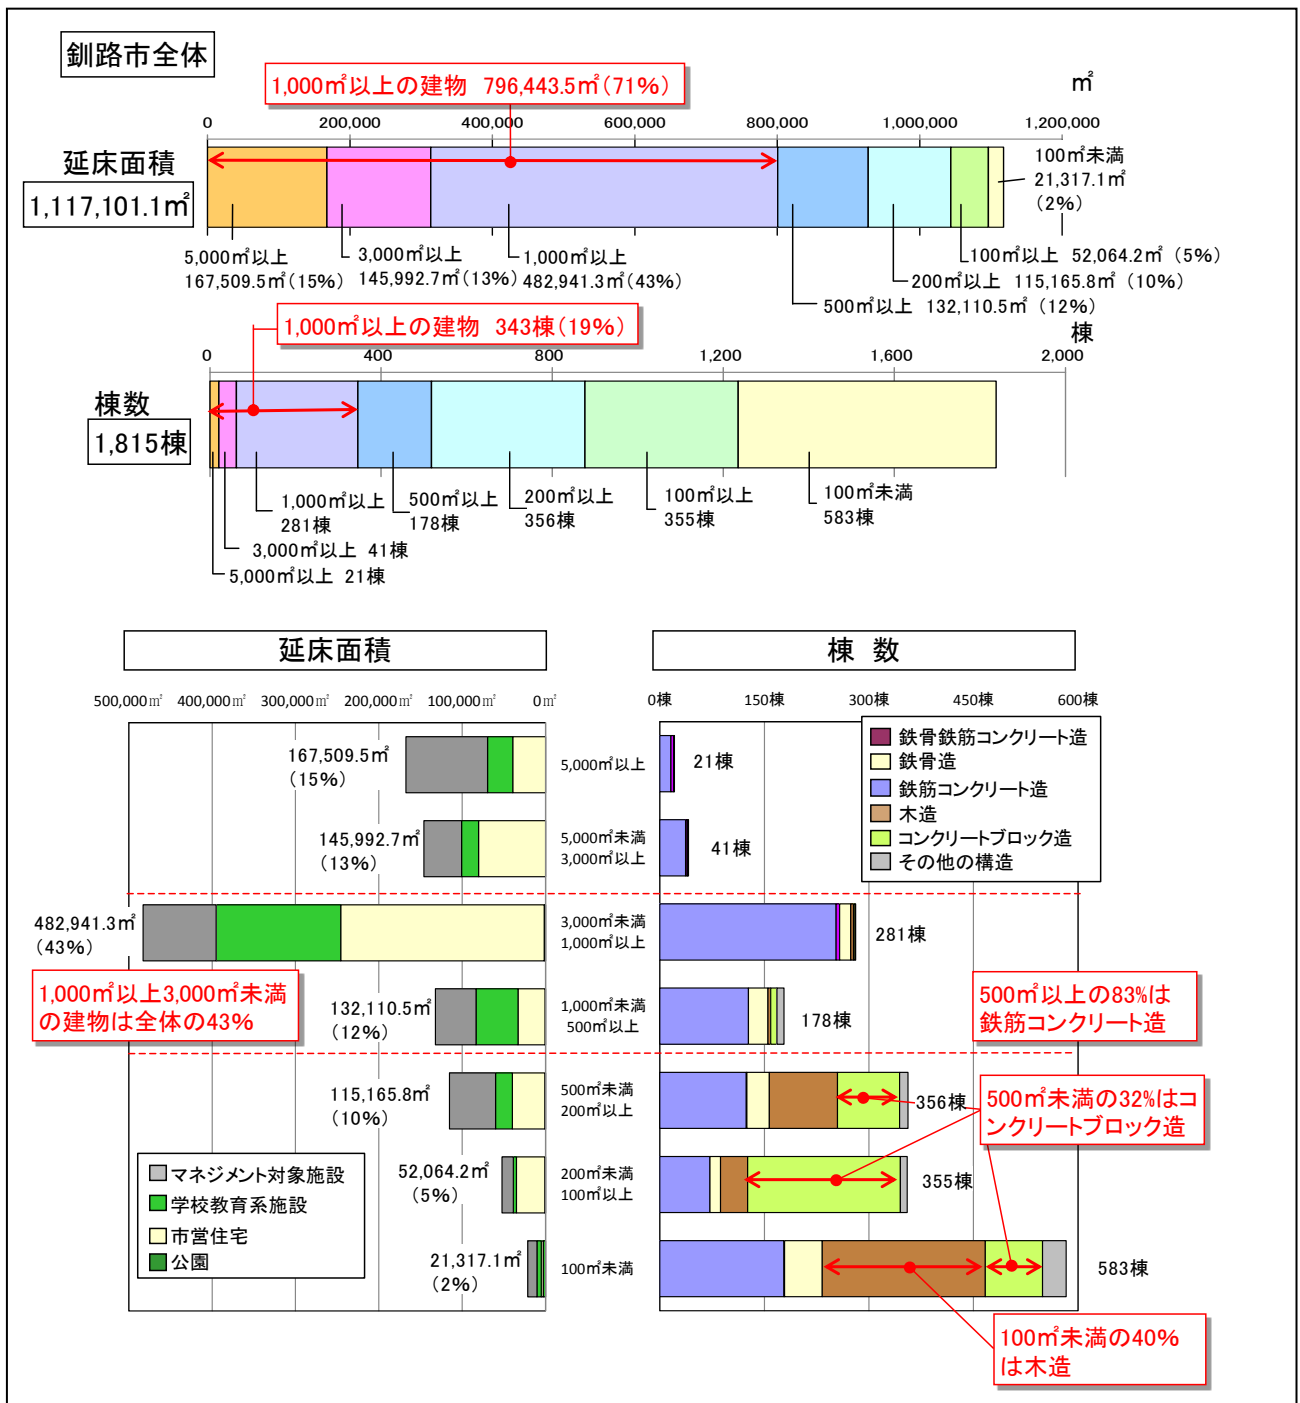 釧路市全体
1,000㎡以上の建物 796,443.5㎡(71%)
㎡
0
200,000
400,000
600,000
800,000
1,000,000
1,200,000
延床面積
1,117,101.1㎡
100㎡未満
21,317.1㎡
(2%)
5,000㎡以上
167,509.5㎡(15%)
3,000㎡以上
145,992.7㎡(13%)
1,000㎡以上
482,941.3㎡(43%)
100㎡以上 52,064.2㎡ (5%)
200㎡以上 115,165.8㎡ (10%)
500㎡以上 132,110.5㎡ (12%)
1,000㎡以上の建物 343棟(19%)
棟
0
400
800
1,200
1,600
2,000
棟数
1,815棟
1,000㎡以上
281棟
500㎡以上
178棟
200㎡以上
356棟
100㎡以上
355棟
100㎡未満
583棟
3,000㎡以上 41棟
5,000㎡以上 21棟
延床面積
棟 数
500,000㎡
400,000㎡
300,000㎡
200,000㎡
100,000㎡
0㎡
0棟
150棟
300棟
450棟
600棟
鉄骨鉄筋コンクリート造
鉄骨造
鉄筋コンクリート造
木造
コンクリートブロック造
その他の構造
167,509.5㎡
(15%)
5,000㎡以上
21棟
145,992.7㎡
(13%)
5,000㎡未満
3,000㎡以上
41棟
482,941.3㎡
(43%)
3,000㎡未満
1,000㎡以上
281棟
1,000㎡以上3,000㎡未満
の建物は全体の43%
132,110.5㎡
(12%)
1,000㎡未満
500㎡以上
178棟
500㎡以上の83%は
鉄筋コンクリート造
115,165.8㎡
(10%)
500㎡未満
200㎡以上
356棟
500㎡未満の32%はコ
ンクリートブロック造
マネジメント対象施設
学校教育系施設
市営住宅
公園
52,064.2㎡
(5%)
200㎡未満
100㎡以上
355棟
21,317.1㎡
(2%)
100㎡未満
583棟
100㎡未満の40%
は木造